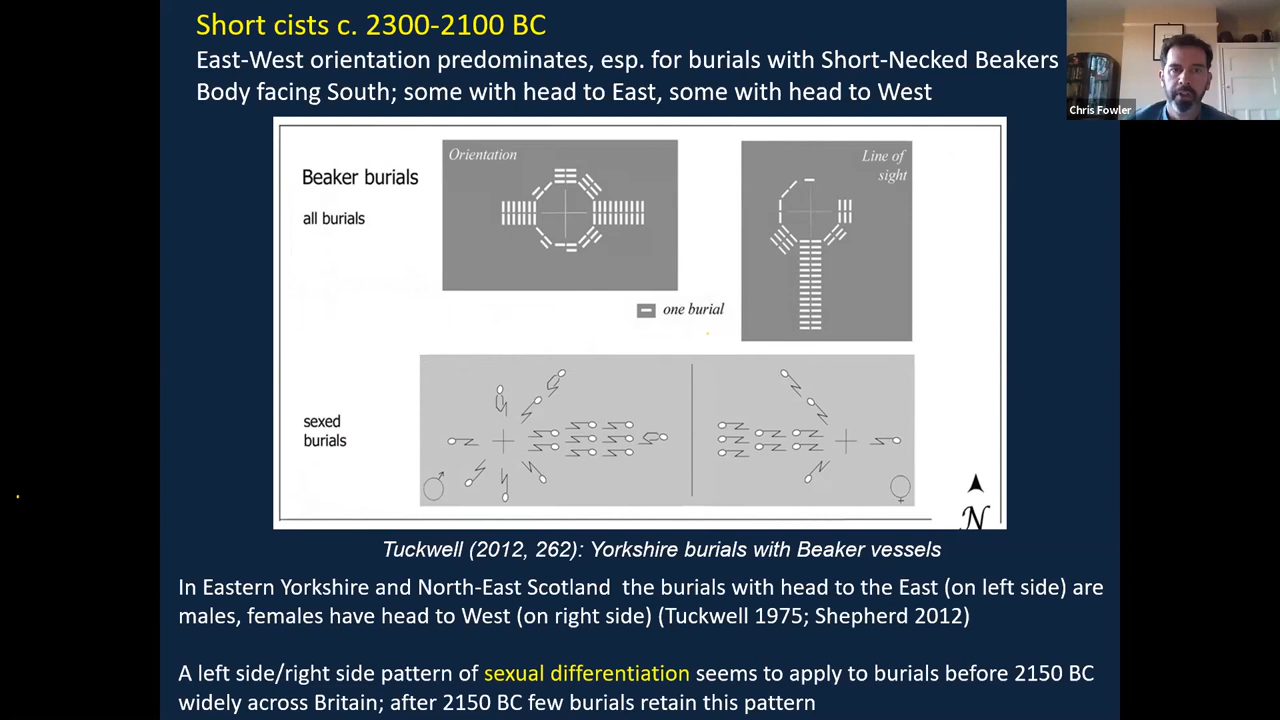 Short cists c. 2300-2100 BC
East-West orientation predominates, esp. for burials with Short-Necked Beakers
Body facing South; some with head to East, some with head to West
Chris Fowler
Beaker burials
all burials
Orientation
Line of
sight
one burial
sexed
burials
♂
♀
N
Tuckwell (2012, 262): Yorkshire burials with Beaker vessels
In Eastern Yorkshire and North-East Scotland the burials with head to the East (on left side) are
males, females have head to West (on right side) (Tuckwell 1975; Shepherd 2012)
A left side/right side pattern of sexual differentiation seems to apply to burials before 2150 BC
widely across Britain; after 2150 BC few burials retain this pattern